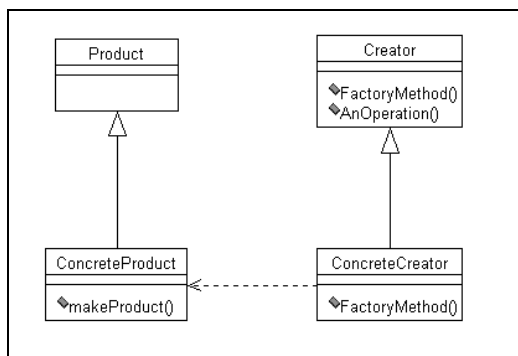 Product
Creator
FactoryMethod()
AnOperation()
ConcreteProduct
makeProduct()
ConcreteCreator
FactoryMethod()